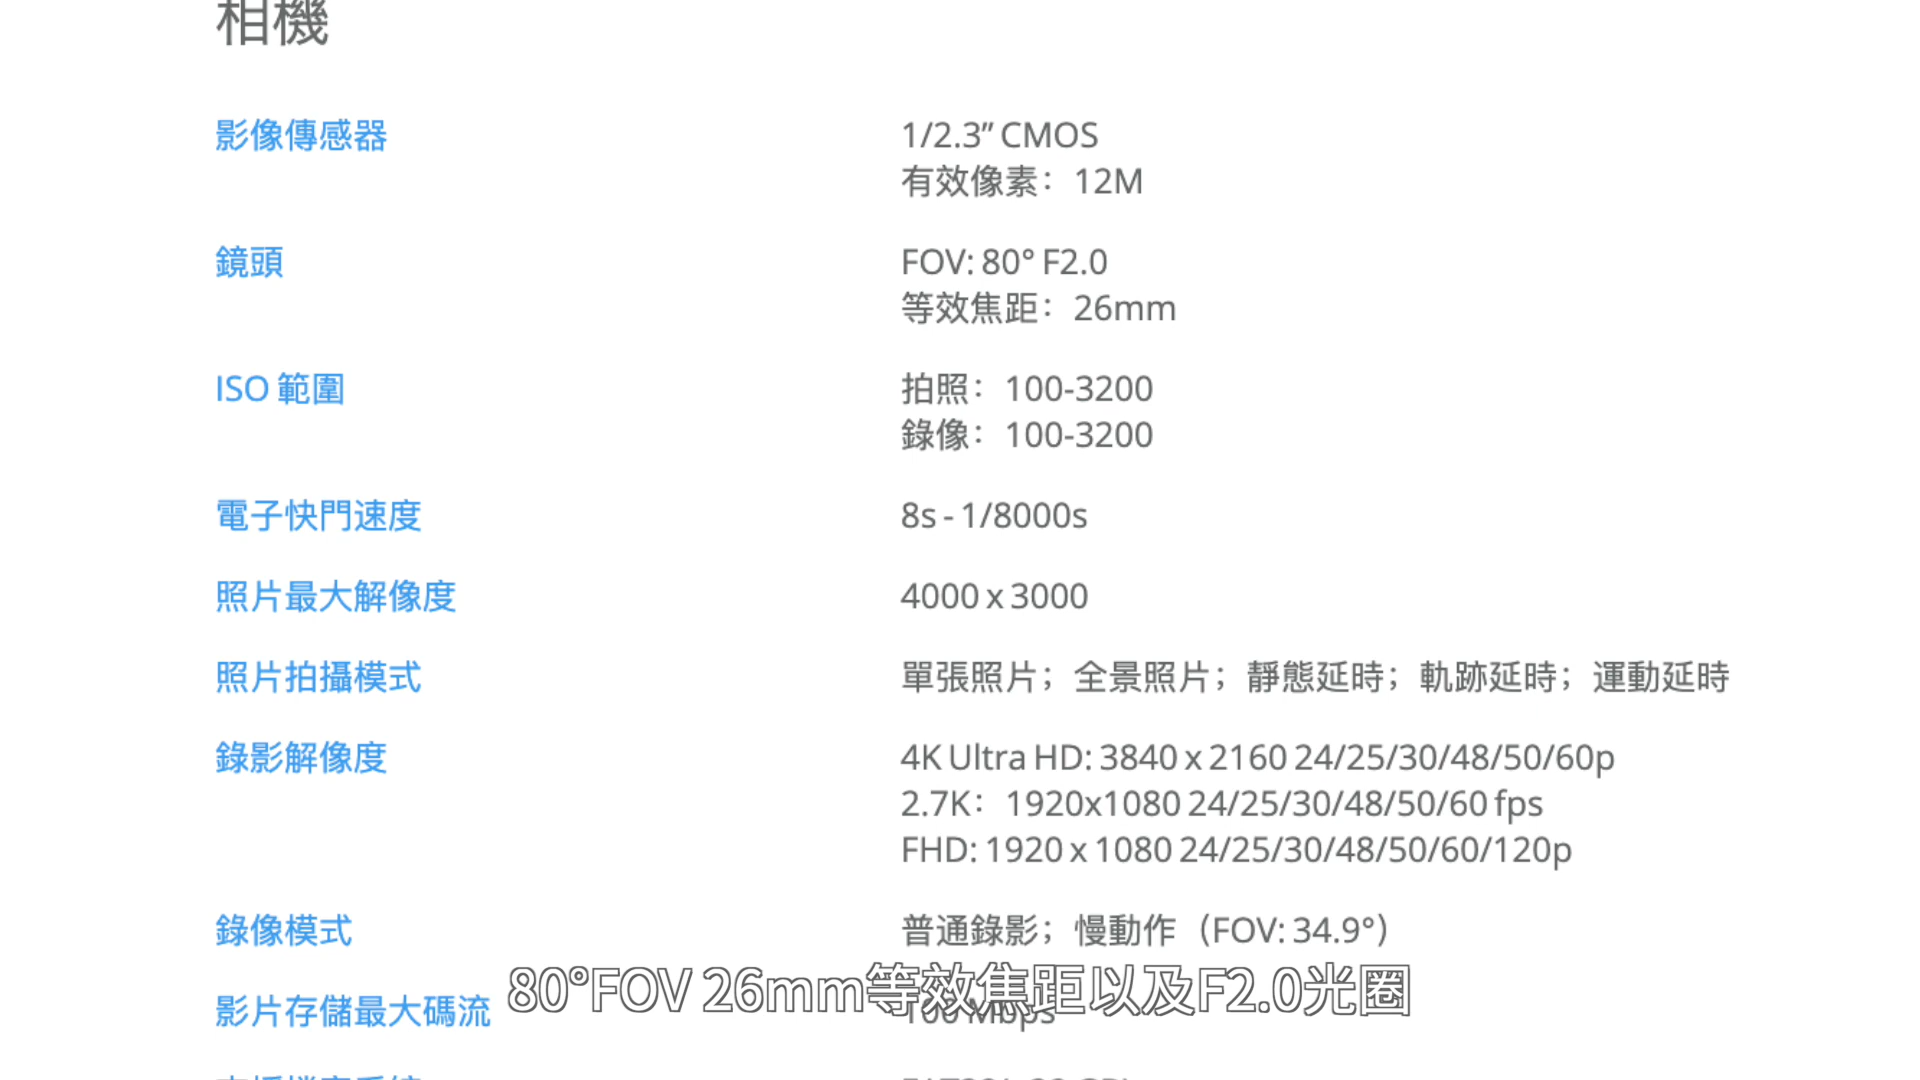 相機
影像傳感器
1/2.3” CMOS
有效像素：12M
鏡頭
FOV: 80° F2.0
等效焦距：26mm
ISO 範圍
拍照：100-3200
錄像：100-3200
電子快門速度
8s - 1/8000s
照片最大解像度
4000 x 3000
照片拍攝模式
單張照片；全景照片；靜態延時；軌跡延時；運動延時
錄影解像度
4K Ultra HD: 3840 x 2160 24/25/30/48/50/60p
2.7K：1920x1080 24/25/30/48/50/60 fps
FHD: 1920 x 1080 24/25/30/48/50/60/120p
錄像模式
普通錄影；慢動作（FOV: 34.9°）
影片存儲最大碼流
100 Mbps
80°FOV 26mm等效焦距以及F2.0光圈